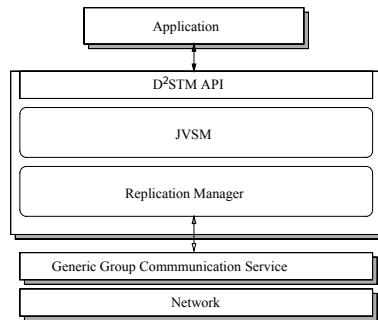 Application
D²STM API
JVSM
Replication Manager
Generic Group Commmunication Service
Network